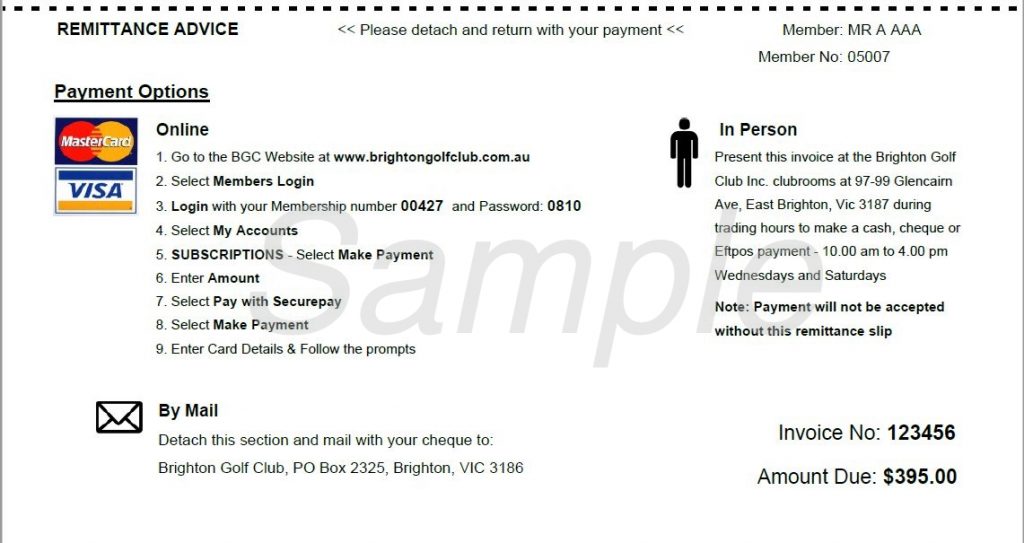 REMITTANCE ADVICE
<< Please detach and return with your payment <<
Member: MR A AAA
Member No: 05007
Payment Options
MasterCard
VISA
Online
1. Go to the BGC Website at www.brightongolfclub.com.au
2. Select Members Login
3. Login with your Membership number 00427 and Password: 0810
4. Select My Accounts
5. SUBSCRIPTIONS - Select Make Payment
6. Enter Amount
7. Select Pay with Securepay
8. Select Make Payment
9. Enter Card Details & Follow the prompts
In Person
Present this invoice at the Brighton Golf
Club Inc. clubrooms at 97-99 Glencairn
Ave, East Brighton, Vic 3187 during
trading hours to make a cash, cheque or
Eftpos payment - 10.00 am to 4.00 pm
Wednesdays and Saturdays
Note: Payment will not be accepted
without this remittance slip
Sample
By Mail
Detach this section and mail with your cheque to:
Brighton Golf Club, PO Box 2325, Brighton, VIC 3186
Invoice No: 123456
Amount Due: $395.00